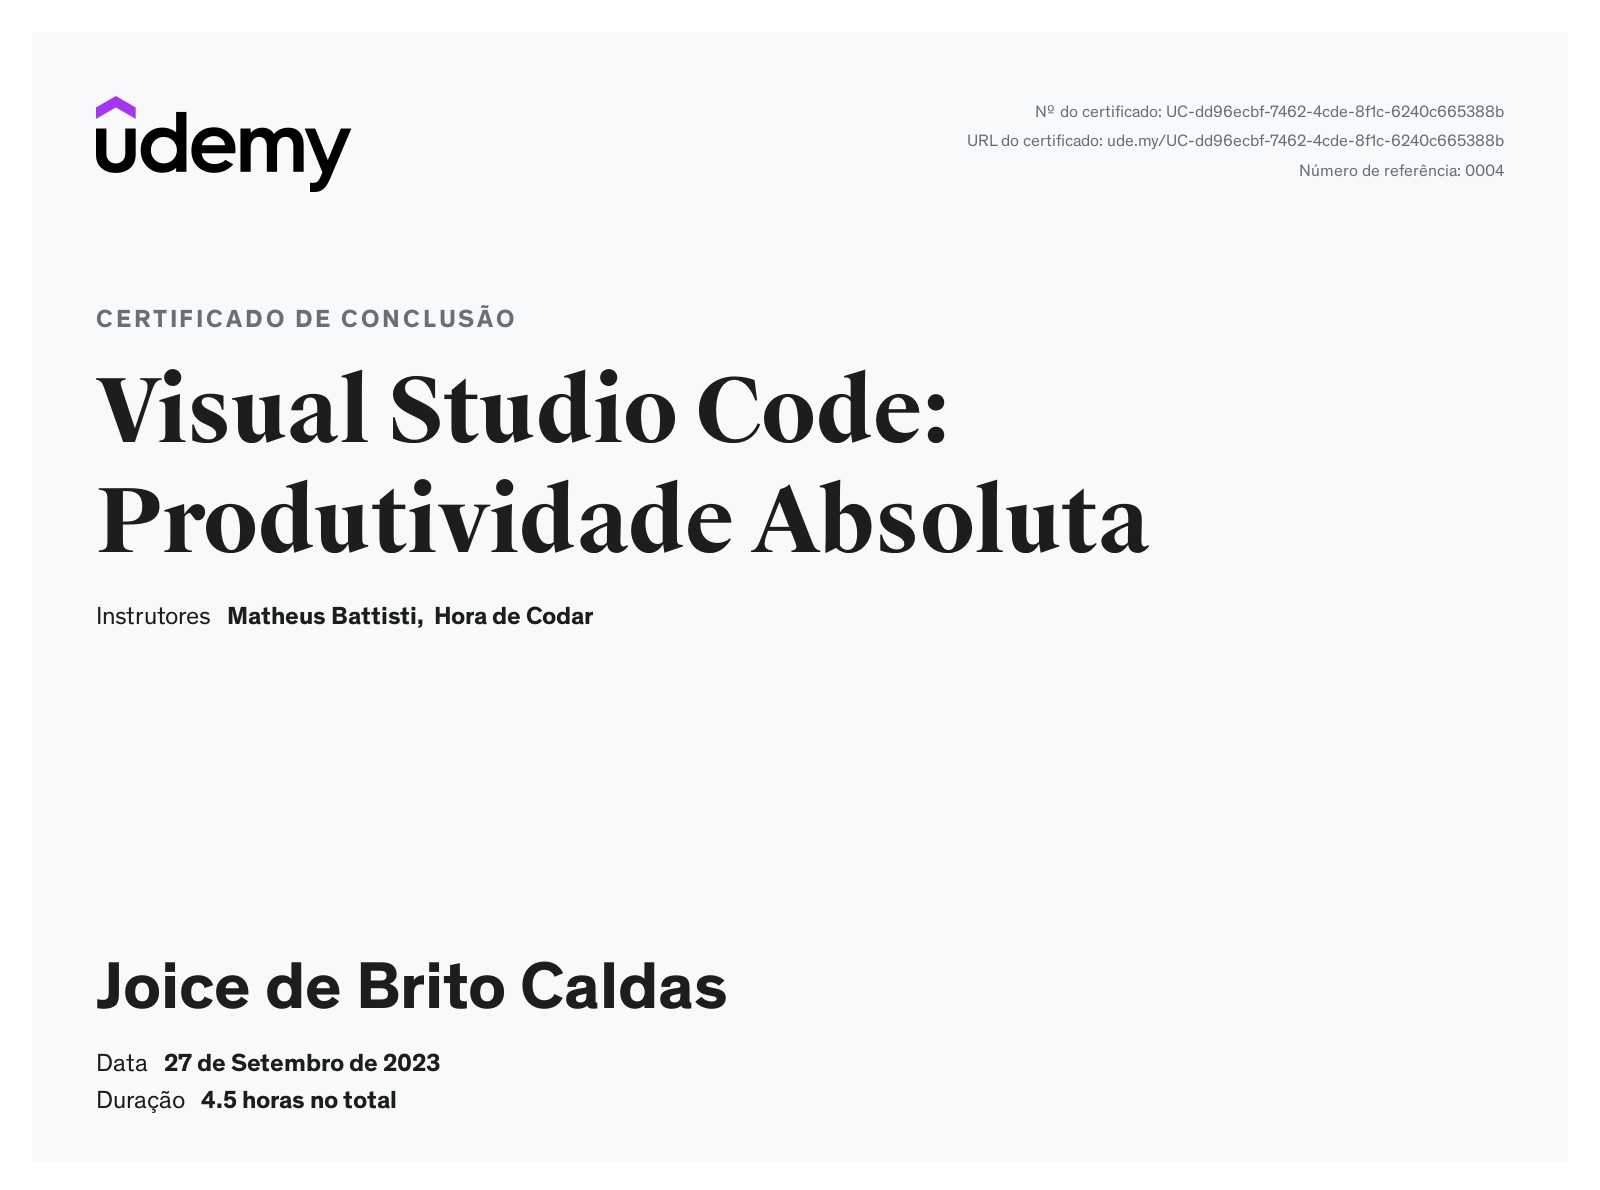 udemy
Nº do certificado: UC-dd96ecbf-7462-4cde-8f1c-6240c665388b
URL do certificado: ude.my/UC-dd96ecbf-7462-4cde-8f1c-6240c665388b
Número de referência: 0004
CERTIFICADO DE CONCLUSÃO
Visual Studio Code:
Produtividade Absoluta
Instrutores Matheus Battisti, Hora de Codar
Joice de Brito Caldas
Data 27 de Setembro de 2023
Duração 4.5 horas no total